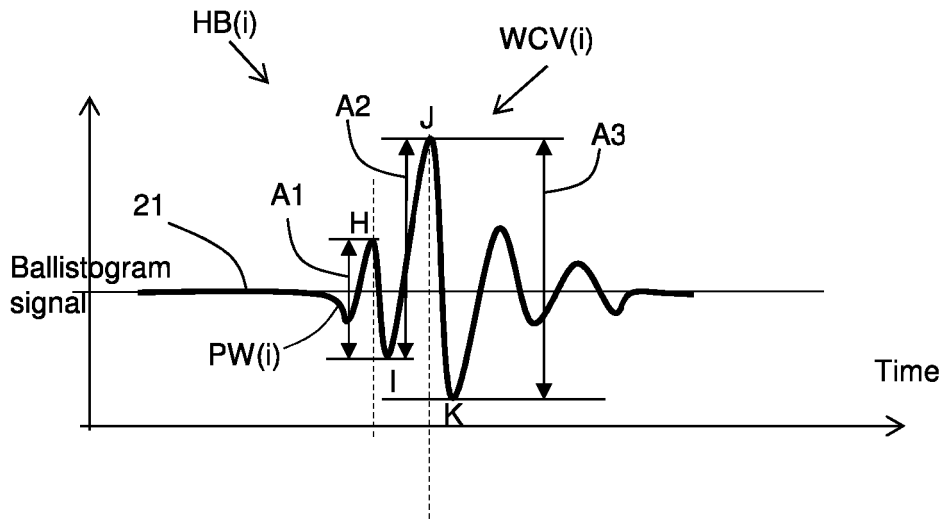 HB(i)
WCV(i)
A2
J
A3
A1
21
H
Ballistogram
signal
PW(i)
I
Time
K